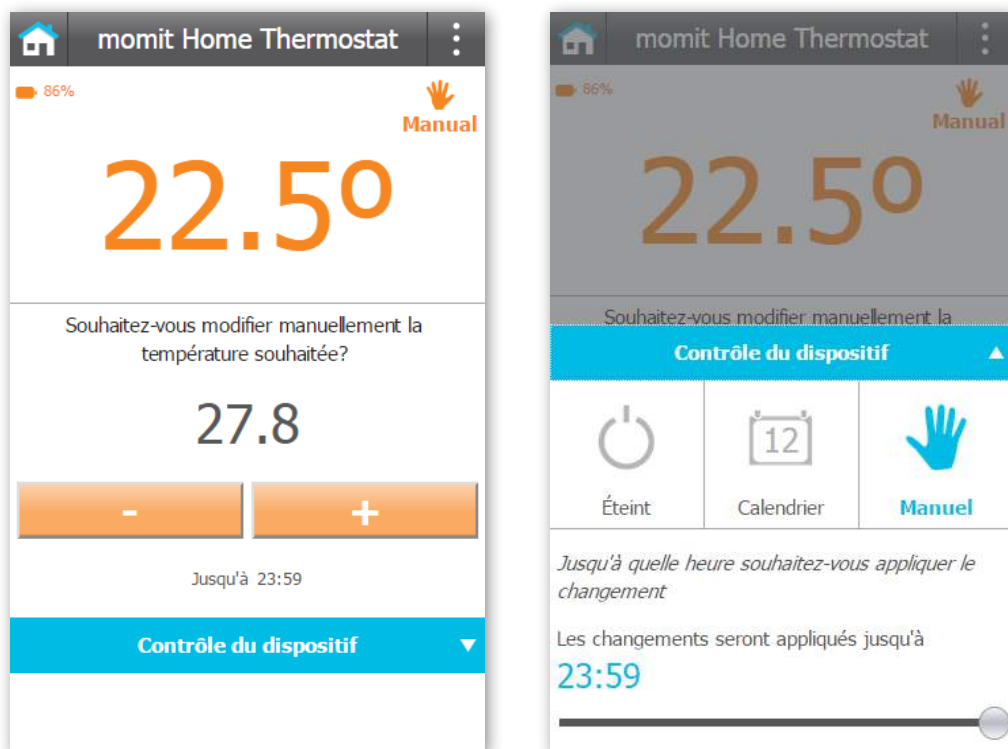 momit Home Thermostat
86%
Manual
22.5º
Souhaitez-vous modifier manuellement la
température souhaitée?
27.8
- +
Jusqu'à 23:59
Contrôle du dispositif
momit Home Thermostat
86%
Manual
22.5º
Souhaitez-vous modifier manuellement la
Contrôle du dispositif
12
Éteint Calendrier Manuel
Jusqu'à quelle heure souhaitez-vous appliquer le
changement
Les changements seront appliqués jusqu'à
23:59